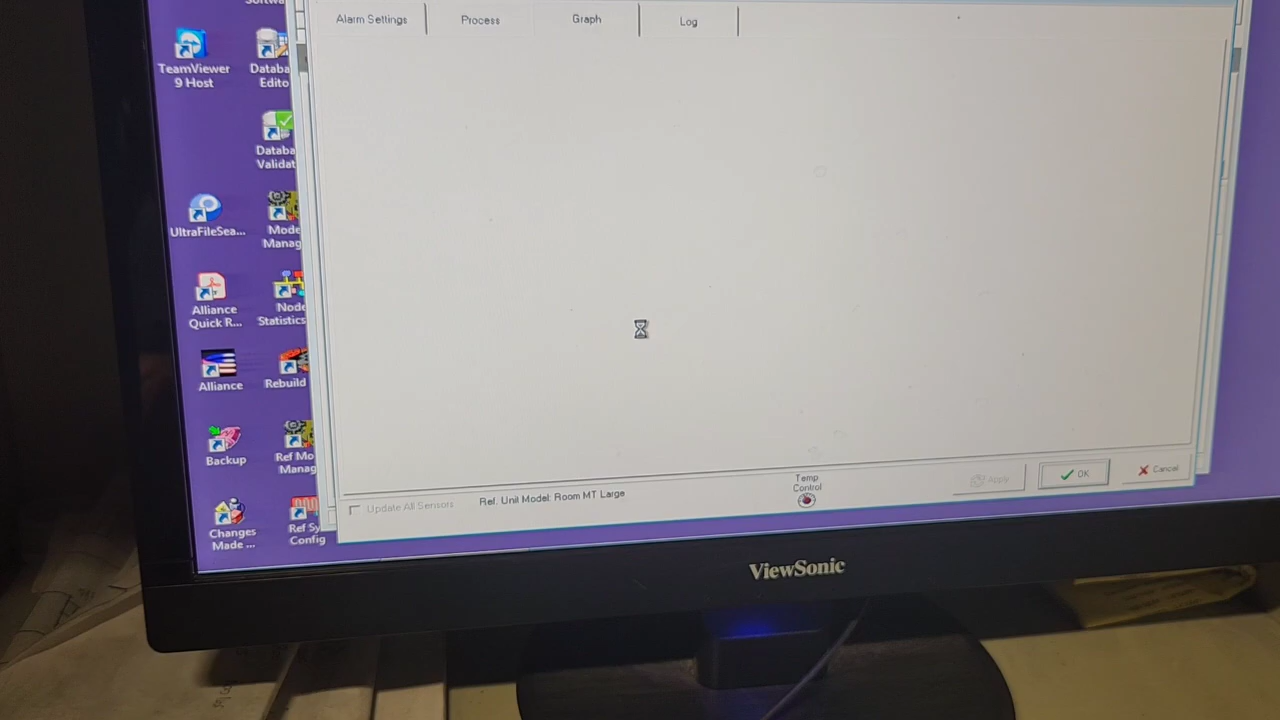 Alarm Settings
Process
Graph
Log
TeamViewer
9 Host
Databa
Edito
Databa
Validat
UltraFileSea...
Mode
Manag
Alliance
Quick R...
Node
Statistics
Alliance
Rebuild
Backup
Ref Mo
Manag
Changes
Made ...
Ref Sy
Config
Update All Sensors
Ref. Unit Model: Room MT Large
Temp
Control
Apply
OK
Cancel
ViewSonic